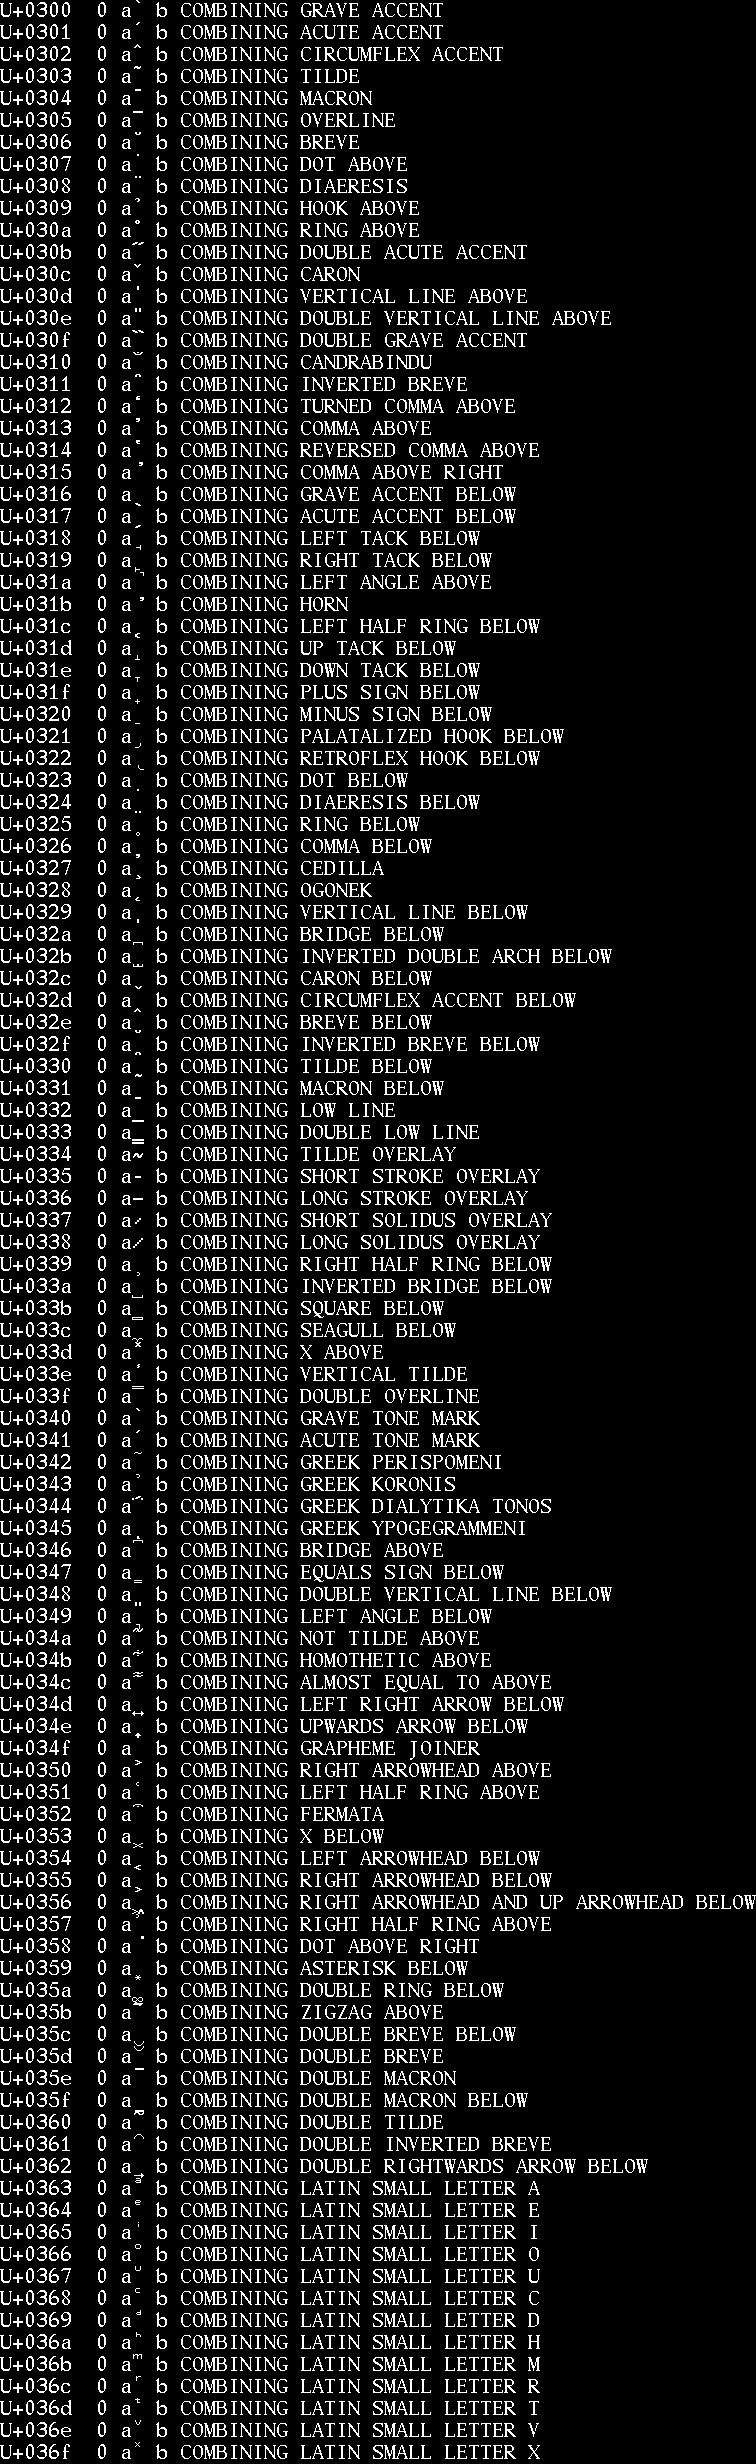 U+0300  0 à b COMBINING GRAVE ACCENT
U+0301  0 á b COMBINING ACUTE ACCENT
U+0302  0 â b COMBINING CIRCUMFLEX ACCENT
U+0303  0 ã b COMBINING TILDE
U+0304  0 ā b COMBINING MACRON
U+0305  0 a̅ b COMBINING OVERLINE
U+0306  0 ă b COMBINING BREVE
U+0307  0 ȧ b COMBINING DOT ABOVE
U+0308  0 ä b COMBINING DIAERESIS
U+0309  0 ả b COMBINING HOOK ABOVE
U+030a  0 å b COMBINING RING ABOVE
U+030b  0 a̋ b COMBINING DOUBLE ACUTE ACCENT
U+030c  0 ǎ b COMBINING CARON
U+030d  0 a̍ b COMBINING VERTICAL LINE ABOVE
U+030e  0 a̎ b COMBINING DOUBLE VERTICAL LINE ABOVE
U+030f  0 ȁ b COMBINING DOUBLE GRAVE ACCENT
U+0310  0 a̐ b COMBINING CANDRABINDU
U+0311  0 ȃ b COMBINING INVERTED BREVE
U+0312  0 a̒ b COMBINING TURNED COMMA ABOVE
U+0313  0 a̓ b COMBINING COMMA ABOVE
U+0314  0 a̔ b COMBINING REVERSED COMMA ABOVE
U+0315  0 a̕ b COMBINING COMMA ABOVE RIGHT
U+0316  0 a̖ b COMBINING GRAVE ACCENT BELOW
U+0317  0 a̗ b COMBINING ACUTE ACCENT BELOW
U+0318  0 a̘ b COMBINING LEFT TACK BELOW
U+0319  0 a̙ b COMBINING RIGHT TACK BELOW
U+031a  0 a̚ b COMBINING LEFT ANGLE ABOVE
U+031b  0 a̛ b COMBINING HORN
U+031c  0 a̜ b COMBINING LEFT HALF RING BELOW
U+031d  0 a̝ b COMBINING UP TACK BELOW
U+031e  0 a̞ b COMBINING DOWN TACK BELOW
U+031f  0 a̟ b COMBINING PLUS SIGN BELOW
U+0320  0 a̠ b COMBINING MINUS SIGN BELOW
U+0321  0 a̡ b COMBINING PALATALIZED HOOK BELOW
U+0322  0 a̢ b COMBINING RETROFLEX HOOK BELOW
U+0323  0 ạ b COMBINING DOT BELOW
U+0324  0 a̤ b COMBINING DIAERESIS BELOW
U+0325  0 ḁ b COMBINING RING BELOW
U+0326  0 a̦ b COMBINING COMMA BELOW
U+0327  0 a̧ b COMBINING CEDILLA
U+0328  0 ą b COMBINING OGONEK
U+0329  0 a̩ b COMBINING VERTICAL LINE BELOW
U+032a  0 a̪ b COMBINING BRIDGE BELOW
U+032b  0 a̫ b COMBINING INVERTED DOUBLE ARCH BELOW
U+032c  0 a̬ b COMBINING CARON BELOW
U+032d  0 a̭ b COMBINING CIRCUMFLEX ACCENT BELOW
U+032e  0 a̮ b COMBINING BREVE BELOW
U+032f  0 a̯ b COMBINING INVERTED BREVE BELOW
U+0330  0 a̰ b COMBINING TILDE BELOW
U+0331  0 a̱ b COMBINING MACRON BELOW
U+0332  0 a̲ b COMBINING LOW LINE
U+0333  0 a̳ b COMBINING DOUBLE LOW LINE
U+0334  0 a̴ b COMBINING TILDE OVERLAY
U+0335  0 a̵ b COMBINING SHORT STROKE OVERLAY
U+0336  0 a̶ b COMBINING LONG STROKE OVERLAY
U+0337  0 a̷ b COMBINING SHORT SOLIDUS OVERLAY
U+0338  0 a̸ b COMBINING LONG SOLIDUS OVERLAY
U+0339  0 a̹ b COMBINING RIGHT HALF RING BELOW
U+033a  0 a̺ b COMBINING INVERTED BRIDGE BELOW
U+033b  0 a̻ b COMBINING SQUARE BELOW
U+033c  0 a̼ b COMBINING SEAGULL BELOW
U+033d  0 a̽ b COMBINING X ABOVE
U+033e  0 a̾ b COMBINING VERTICAL TILDE
U+033f  0 a̿ b COMBINING DOUBLE OVERLINE
U+0340  0 à b COMBINING GRAVE TONE MARK
U+0341  0 á b COMBINING ACUTE TONE MARK
U+0342  0 a͂ b COMBINING GREEK PERISPOMENI
U+0343  0 a̓ b COMBINING GREEK KORONIS
U+0344  0 ä́ b COMBINING GREEK DIALYTIKA TONOS
U+0345  0 aͅ b COMBINING GREEK YPOGEGRAMMENI
U+0346  0 a͆ b COMBINING BRIDGE ABOVE
U+0347  0 a͇ b COMBINING EQUALS SIGN BELOW
U+0348  0 a͈ b COMBINING DOUBLE VERTICAL LINE BELOW
U+0349  0 a͉ b COMBINING LEFT ANGLE BELOW
U+034a  0 a͊ b COMBINING NOT TILDE ABOVE
U+034b  0 a͋ b COMBINING HOMOTHETIC ABOVE
U+034c  0 a͌ b COMBINING ALMOST EQUAL TO ABOVE
U+034d  0 a͍ b COMBINING LEFT RIGHT ARROW BELOW
U+034e  0 a͎ b COMBINING UPWARDS ARROW BELOW
U+034f  0 a͏ b COMBINING GRAPHEME JOINER
U+0350  0 a͐ b COMBINING RIGHT ARROWHEAD ABOVE
U+0351  0 a͑ b COMBINING LEFT HALF RING ABOVE
U+0352  0 a͒ b COMBINING FERMATA
U+0353  0 a͓ b COMBINING X BELOW
U+0354  0 a͔ b COMBINING LEFT ARROWHEAD BELOW
U+0355  0 a͕ b COMBINING RIGHT ARROWHEAD BELOW
U+0356  0 a͖ b COMBINING RIGHT ARROWHEAD AND UP ARROWHEAD BELOW
U+0357  0 a͗ b COMBINING RIGHT HALF RING ABOVE
U+0358  0 a͘ b COMBINING DOT ABOVE RIGHT
U+0359  0 a͙ b COMBINING ASTERISK BELOW
U+035a  0 a͚ b COMBINING DOUBLE RING BELOW
U+035b  0 a͛ b COMBINING ZIGZAG ABOVE
U+035c  0 a͜ b COMBINING DOUBLE BREVE BELOW
U+035d  0 a͝ b COMBINING DOUBLE BREVE
U+035e  0 a͞ b COMBINING DOUBLE MACRON
U+035f  0 a͟ b COMBINING DOUBLE MACRON BELOW
U+0360  0 a͠ b COMBINING DOUBLE TILDE
U+0361  0 a͡ b COMBINING DOUBLE INVERTED BREVE
U+0362  0 a͢ b COMBINING DOUBLE RIGHTWARDS ARROW BELOW
U+0363  0 aͣ b COMBINING LATIN SMALL LETTER A
U+0364  0 aͤ b COMBINING LATIN SMALL LETTER E
U+0365  0 aͥ b COMBINING LATIN SMALL LETTER I
U+0366  0 aͦ b COMBINING LATIN SMALL LETTER O
U+0367  0 aͧ b COMBINING LATIN SMALL LETTER U
U+0368  0 aͨ b COMBINING LATIN SMALL LETTER C
U+0369  0 aͩ b COMBINING LATIN SMALL LETTER D
U+036a  0 aͪ b COMBINING LATIN SMALL LETTER H
U+036b  0 aͫ b COMBINING LATIN SMALL LETTER M
U+036c  0 aͬ b COMBINING LATIN SMALL LETTER R
U+036d  0 aͭ b COMBINING LATIN SMALL LETTER T
U+036e  0 aͮ b COMBINING LATIN SMALL LETTER V
U+036f  0 aͯ b COMBINING LATIN SMALL LETTER X